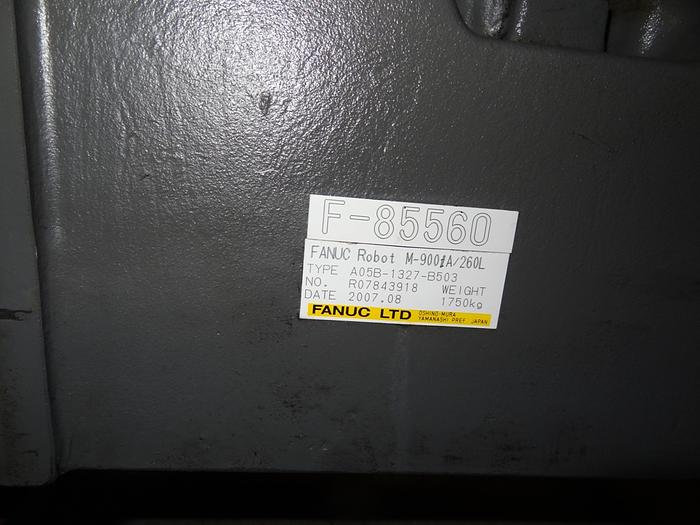 F-85560
FANUC Robot M-900iA/260L
TYPE A05B-1327-B503
NO. R07843918 WEIGHT
DATE 2007.08 1750kg
FANUC LTD OSHINO-MURA
YAMANASHI PREF. JAPAN